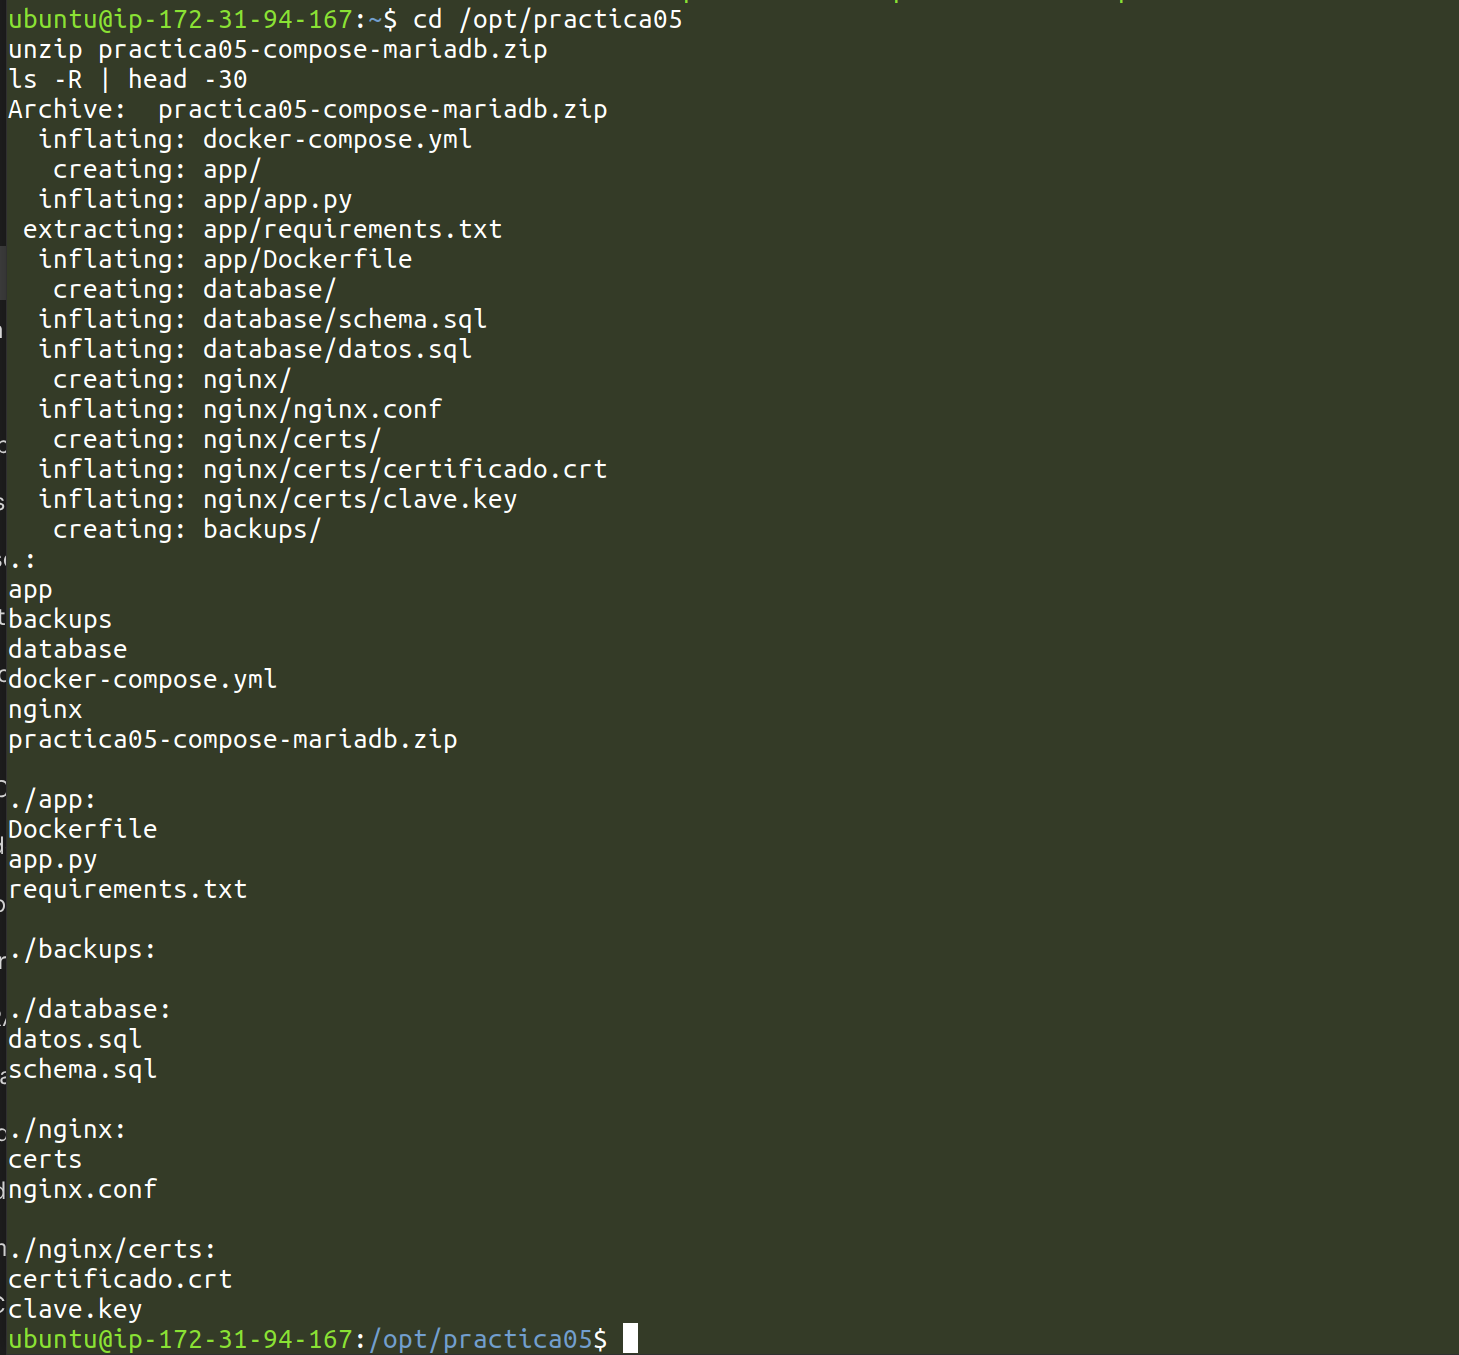 ubuntu@ip-172-31-94-167:~$ cd /opt/practica05
unzip practica05-compose-mariadb.zip
ls -R | head -30
Archive:  practica05-compose-mariadb.zip
  inflating: docker-compose.yml
   creating: app/
  inflating: app/app.py
 extracting: app/requirements.txt
  inflating: app/Dockerfile
   creating: database/
  inflating: database/schema.sql
  inflating: database/datos.sql
   creating: nginx/
  inflating: nginx/nginx.conf
   creating: nginx/certs/
  inflating: nginx/certs/certificado.crt
  inflating: nginx/certs/clave.key
   creating: backups/
.:
app
backups
database
docker-compose.yml
nginx
practica05-compose-mariadb.zip

./app:
Dockerfile
app.py
requirements.txt

./backups:

./database:
datos.sql
schema.sql

./nginx:
certs
nginx.conf

./nginx/certs:
certificado.crt
clave.key
ubuntu@ip-172-31-94-167:/opt/practica05$